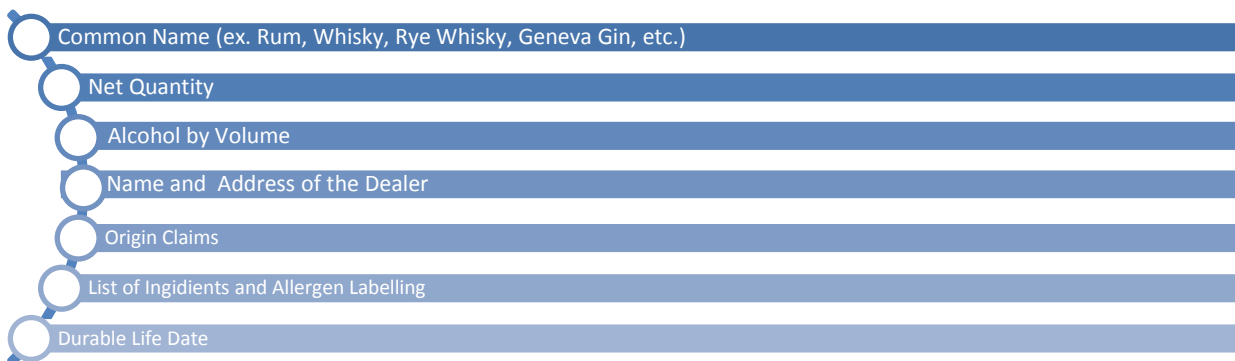 Common Name (ex. Rum, Whisky, Rye Whisky, Geneva Gin, etc.)
Net Quantity
Alcohol by Volume
Name and  Address of the Dealer
Origin Claims
List of Ingidients and Allergen Labelling
Durable Life Date